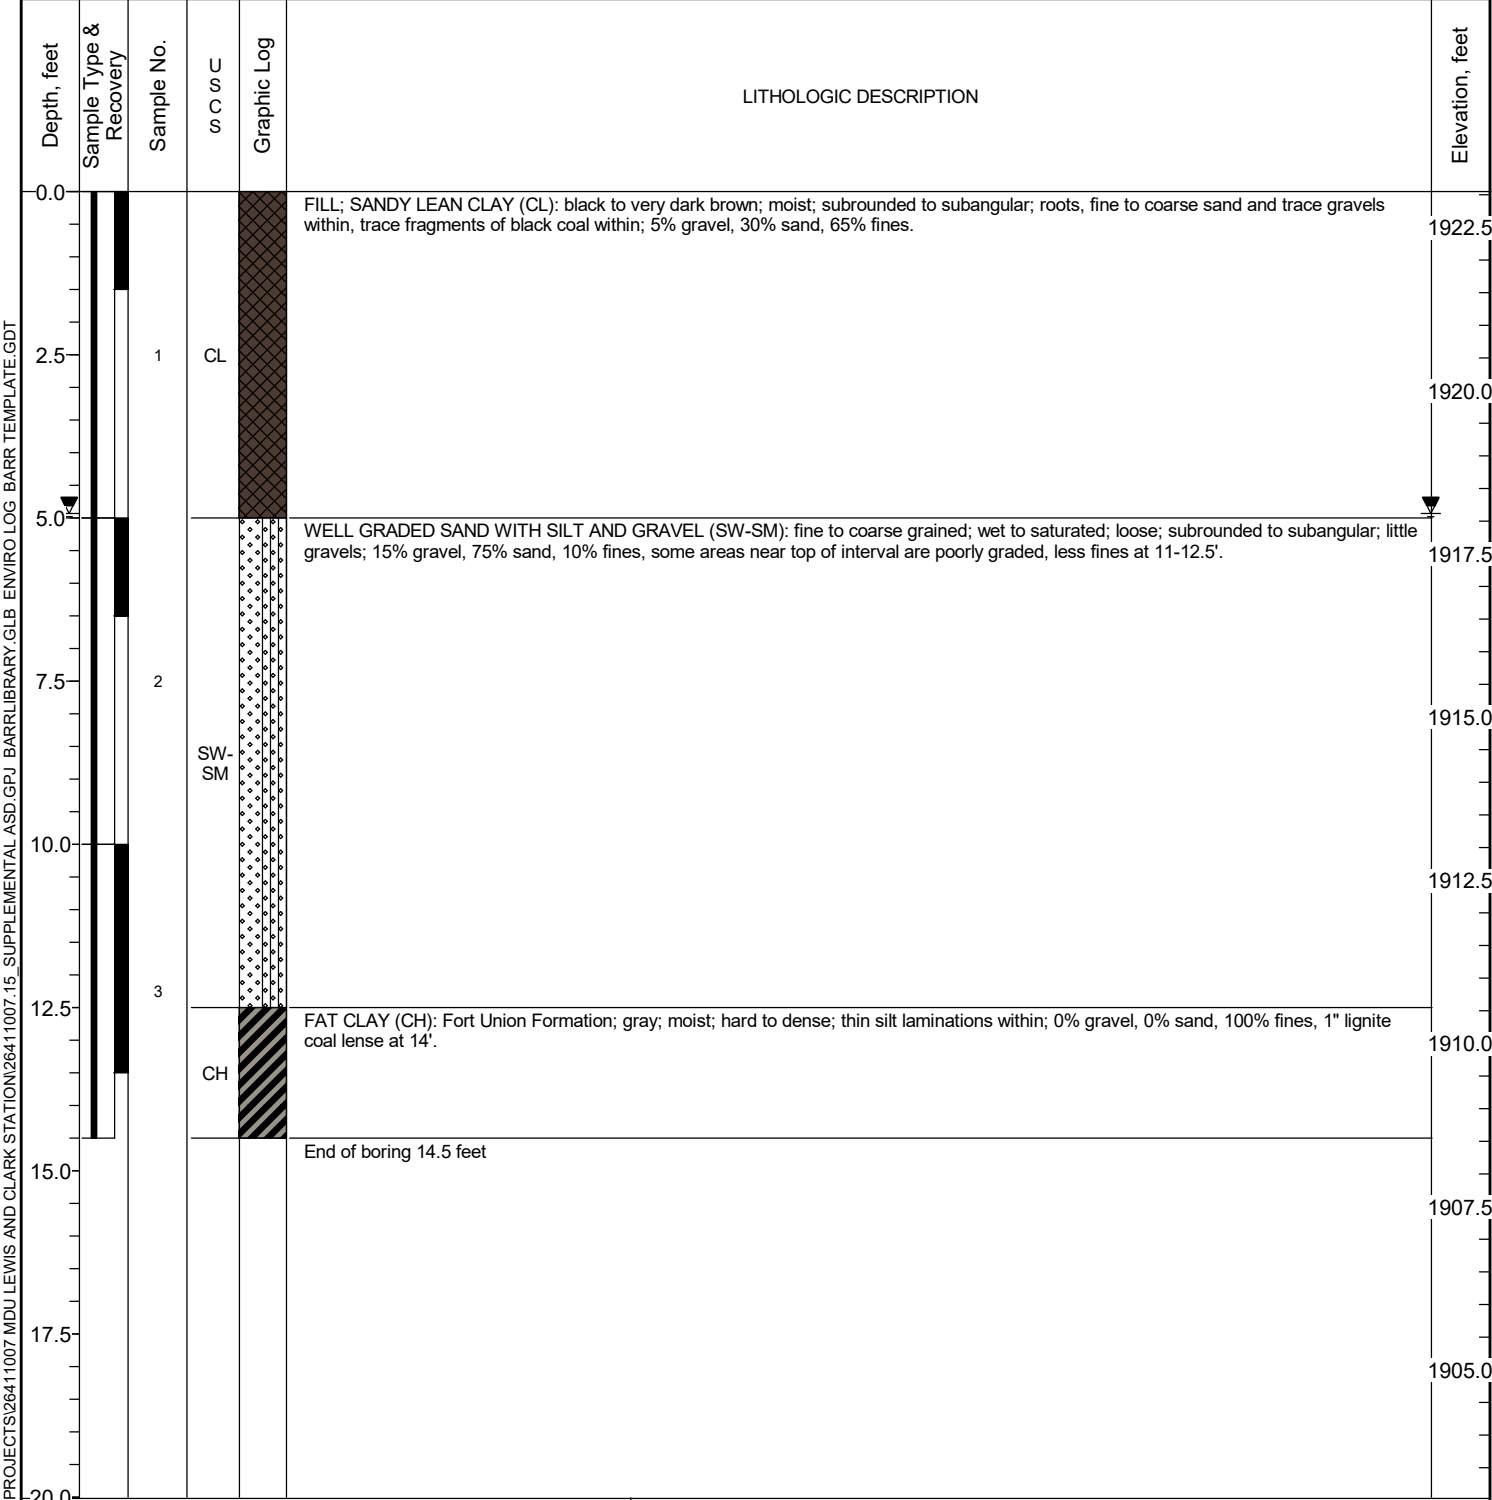 Depth, feet
Sample Type &
Recovery
Sample No.
U
S
C
S
Graphic Log
LITHOLOGIC DESCRIPTION
Elevation, feet
0.0
FILL; SANDY LEAN CLAY (CL): black to very dark brown; moist; subrounded to subangular; roots, fine to coarse sand and trace gravels
within, trace fragments of black coal within; 5% gravel, 30% sand, 65% fines.
1922.5
2.5
1
CL
1920.0
5.0
WELL GRADED SAND WITH SILT AND GRAVEL (SW-SM): fine to coarse grained; wet to saturated; loose; subrounded to subangular; little
gravels; 15% gravel, 75% sand, 10% fines, some areas near top of interval are poorly graded, less fines at 11-12.5'.
1917.5
7.5
2
1915.0
SW-
SM
10.0
1912.5
3
12.5
FAT CLAY (CH): Fort Union Formation; gray; moist; hard to dense; thin silt laminations within; 0% gravel, 0% sand, 100% fines, 1" lignite
coal lense at 14'.
1910.0
CH
End of boring 14.5 feet
15.0
1907.5
17.5
1905.0
20.0
PROJECTS\26411007 MDU LEWIS AND CLARK STATION\26411007.15_SUPPLEMENTAL ASD.GPJ BARRLIBRARY.GLB ENVIRO LOG BARR TEMPLATE.GDT